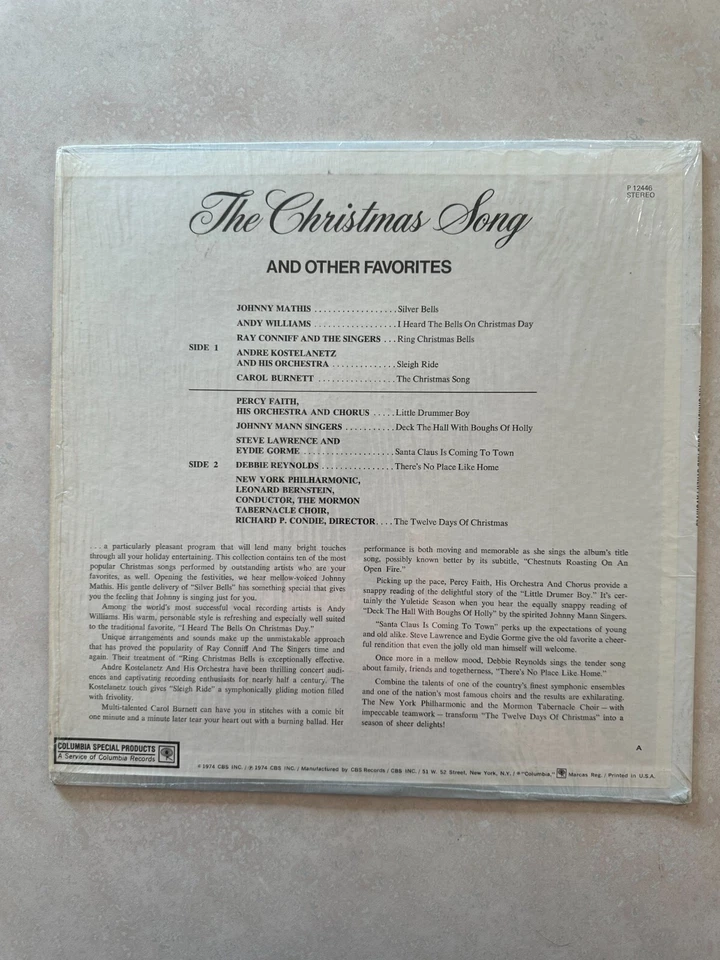 P 12446
STEREO
The Christmas Song
AND OTHER FAVORITES
SIDE 1
JOHNNY MATHIS ..................Silver Bells
ANDY WILLIAMS ..................I Heard The Bells On Christmas Day
RAY CONNIFF AND THE SINGERS ...Ring Christmas Bells
ANDRE KOSTELANETZ
AND HIS ORCHESTRA ..............Sleigh Ride
CAROL BURNETT .................The Christmas Song
SIDE 2
PERCY FAITH,
HIS ORCHESTRA AND CHORUS .....Little Drummer Boy
JOHNNY MANN SINGERS ...........Deck The Hall With Boughs Of Holly
STEVE LAWRENCE AND
EYDIE GORME ....................Santa Claus Is Coming To Town
DEBBIE REYNOLDS ................There's No Place Like Home
NEW YORK PHILHARMONIC,
LEONARD BERNSTEIN,
CONDUCTOR, THE MORMON
TABERNACLE CHOIR,
RICHARD P. CONDIE, DIRECTOR....The Twelve Days Of Christmas
...a particularly pleasant program that will lend many bright touches
through all your holiday entertaining. This collection contains ten of the most
popular Christmas songs performed by outstanding artists who are your
favorites, as well. Opening the festivities, we hear mellow-voiced Johnny
Mathis. His gentle delivery of "Silver Bells" has something special that gives
you the feeling that Johnny is singing just for you.
Among the world's most successful vocal recording artists is Andy
Williams. His warm, personable style is refreshing and especially well suited
to the traditional favorite, "I Heard The Bells On Christmas Day."
Unique arrangements and sounds make up the unmistakable approach
that has proved the popularity of Ray Conniff And The Singers time and
again. Their treatment of "Ring Christmas Bells is exceptionally effective.
Andre Kostelanetz And His Orchestra have been thrilling concert audi-
ences and captivating recording enthusiasts for nearly half a century. The
Kostelanetz touch gives "Sleigh Ride" a symphonically gliding motion filled
with frivolity.
Multi-talented Carol Burnett can have you in stitches with a comic bit
one minute and a minute later tear your heart out with a burning ballad. Her
performance is both moving and memorable as she sings the album's title
song, possibly known better by its subtitle, "Chestnuts Roasting On An
Open Fire."
Picking up the pace, Percy Faith, His Orchestra And Chorus provide a
snappy reading of the delightful story of the "Little Drumer Boy." It's cer-
tainly the Yuletide Season when you hear the equally snappy reading of
"Deck The Hall With Boughs Of Holly" by the spirited Johnny Mann Singers.
"Santa Claus Is Coming To Town" perks up the expectations of young
and old alike. Steve Lawrence and Eydie Gorme give the old favorite a cheer-
ful rendition that even the jolly old man himself will welcome.
Once more in a mellow mood, Debbie Reynolds sings the tender song
about family, friends and togetherness, "There's No Place Like Home."
Combine the talents of one of the country's finest symphonic ensembles
and one of the nation's most famous choirs and the results are exhilarating.
The New York Philharmonic and the Mormon Tabernacle Choir—with
impeccable teamwork—transform "The Twelve Days Of Christmas" into a
season of sheer delights!
A
COLUMBIA SPECIAL PRODUCTS
A Service of Columbia Records
© 1974 CBS INC. / ℗ 1974 CBS INC. / Manufactured by CBS Records / CBS INC. / 51 W. 52 Street, New York, N.Y. / ® "Columbia," Marcas Reg. / Printed in U.S.A.